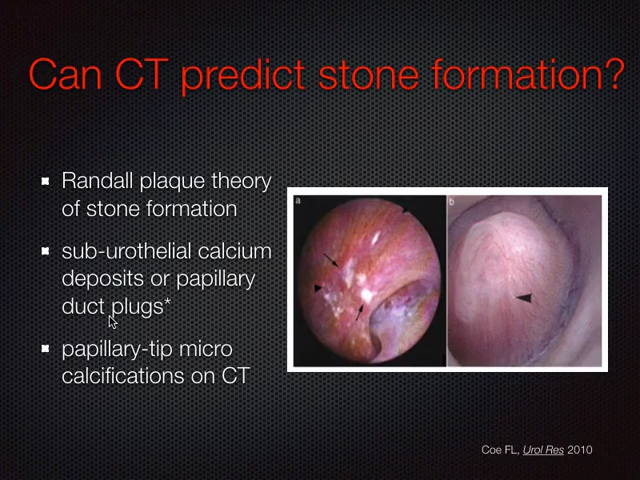 Can CT predict stone formation?
Randall plaque theory
of stone formation
sub-urothelial calcium
deposits or papillary
duct plugs*
papillary-tip micro
calcifications on CT
a
b
Coe FL, Urol Res 2010